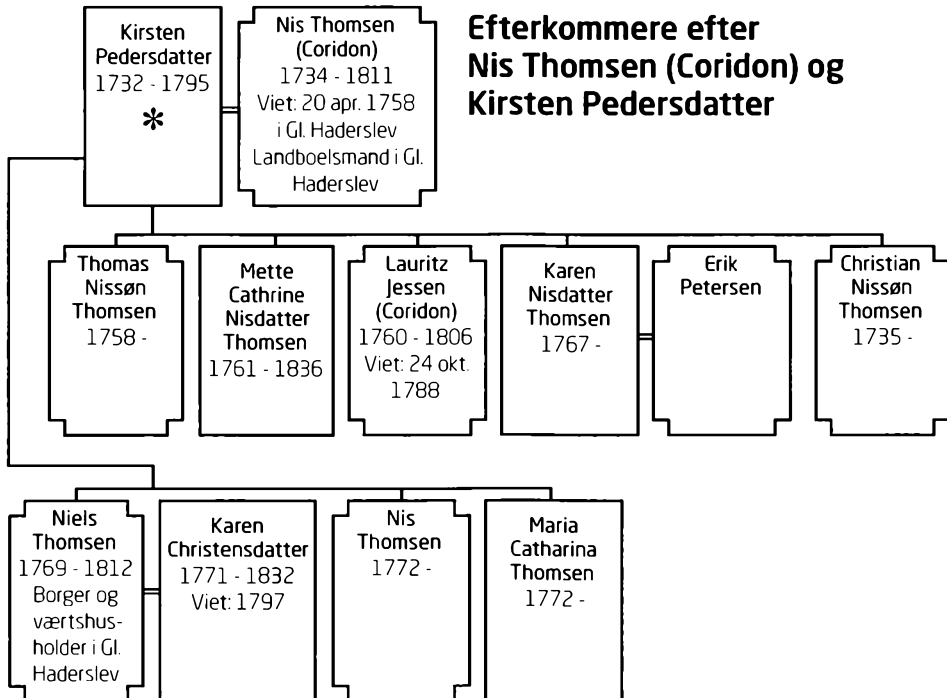 Kirsten
Pedersdatter
1732 - 1795
*
Nis Thomsen
(Coridon)
1734 - 1811
Viet: 20 apr. 1758
i Gl. Haderslev
Landboelsmand i Gl.
Haderslev
Efterkommere efter
Nis Thomsen (Coridon) og
Kirsten Pedersdatter
Thomas
Nissøn
Thomsen
1758 -
Mette
Cathrine
Nisdatter
Thomsen
1761 - 1836
Lauritz
Jessen
(Coridon)
1760 - 1806
Viet: 24 okt.
1788
Karen
Nisdatter
Thomsen
1767 -
Erik
Petersen
Christian
Nissøn
Thomsen
1735 -
Niels
Thomsen
1769 - 1812
Borger og
værtshus-
holder i Gl.
Haderslev
Karen
Christensdatter
1771 - 1832
Viet: 1797
Nis
Thomsen
1772 -
Maria
Catharina
Thomsen
1772 -